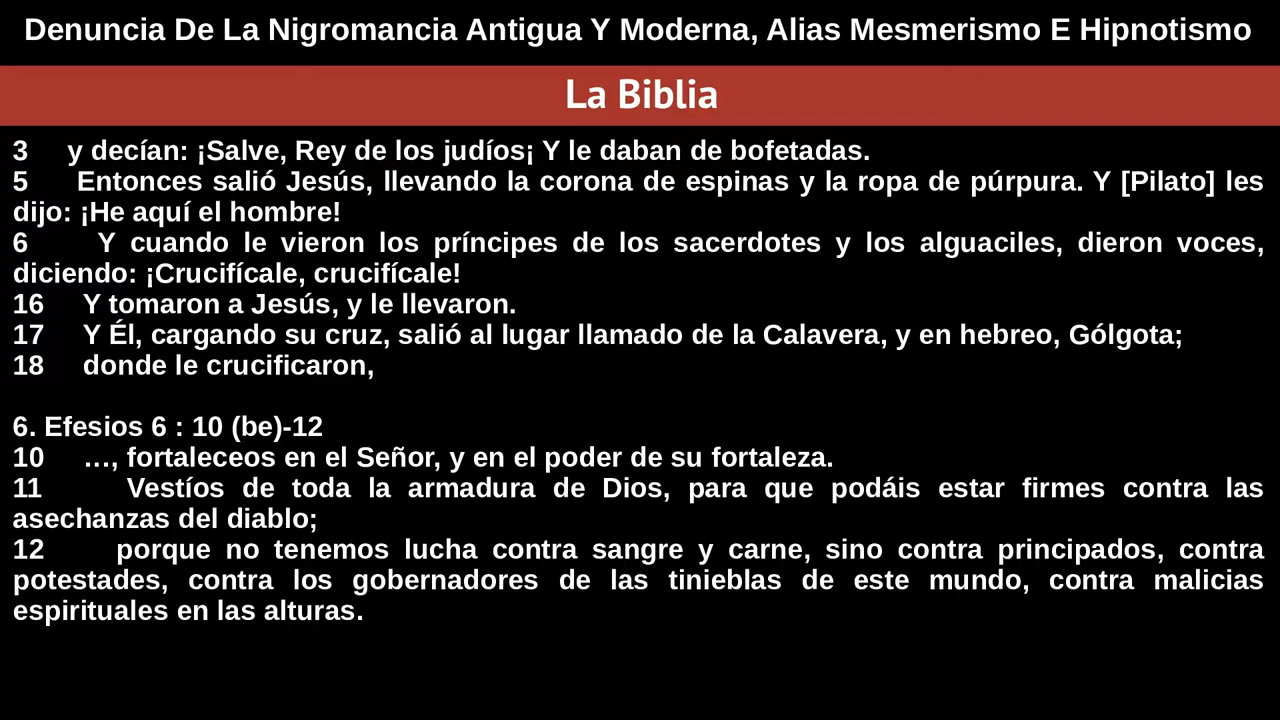 Denuncia De La Nigromancia Antigua Y Moderna, Alias Mesmerismo E Hipnotismo
La Biblia
3 y decían: ¡Salve, Rey de los judíos¡ Y le daban de bofetadas.
5 Entonces salió Jesús, llevando la corona de espinas y la ropa de púrpura. Y [Pilato] les
dijo: ¡He aquí el hombre!
6 Y cuando le vieron los príncipes de los sacerdotes y los alguaciles, dieron voces,
diciendo: ¡Crucifícale, crucifícale!
16 Y tomaron a Jesús, y le llevaron.
17 Y Él, cargando su cruz, salió al lugar llamado de la Calavera, y en hebreo, Gólgota;
18 donde le crucificaron,
6. Efesios 6 : 10 (be)-12
10 …, fortaleceos en el Señor, y en el poder de su fortaleza.
11 Vestíos de toda la armadura de Dios, para que podáis estar firmes contra las
asechanzas del diablo;
12 porque no tenemos lucha contra sangre y carne, sino contra principados, contra
potestades, contra los gobernadores de las tinieblas de este mundo, contra malicias
espirituales en las alturas.